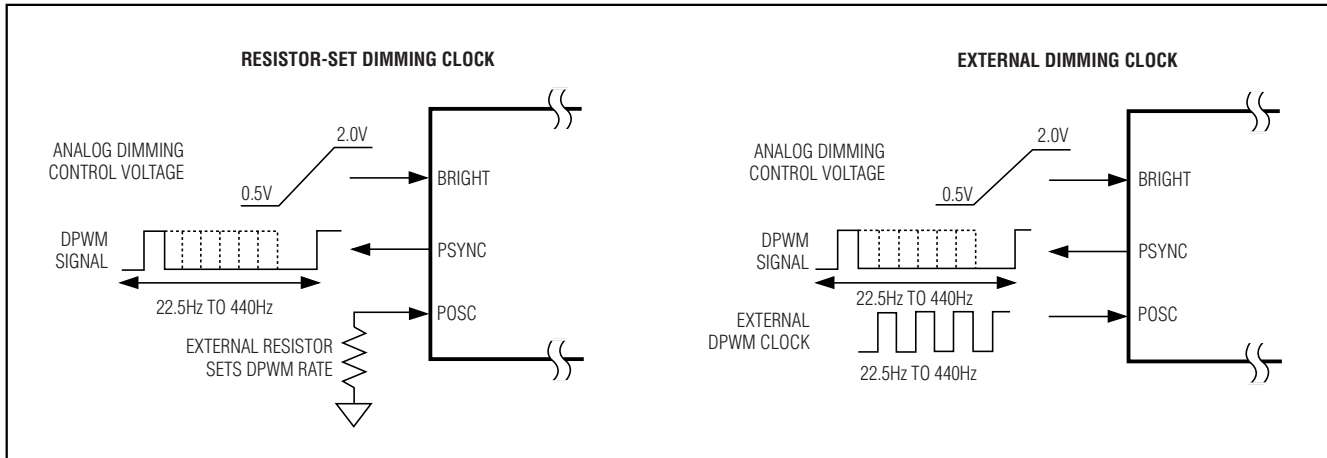 RESISTOR-SET DIMMING CLOCK
ANALOG DIMMING
CONTROL VOLTAGE
0.5V
2.0V
BRIGHT
DPWM
SIGNAL
PSYNC
22.5Hz TO 440Hz
POSC
EXTERNAL RESISTOR
SETS DPWM RATE
EXTERNAL DIMMING CLOCK
ANALOG DIMMING
CONTROL VOLTAGE
0.5V
2.0V
BRIGHT
DPWM
SIGNAL
PSYNC
22.5Hz TO 440Hz
EXTERNAL
DPWM CLOCK
POSC
22.5Hz TO 440Hz